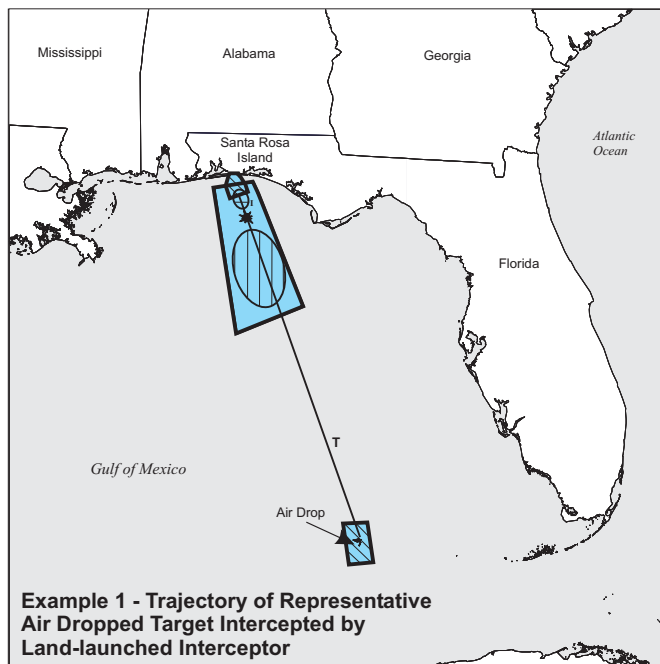 Mississippi
Alabama
Georgia
Atlantic
Ocean
Santa Rosa
Island
I
Florida
T
Gulf of Mexico
Air Drop
Example 1 - Trajectory of Representative
Air Dropped Target Intercepted by
Land-launched Interceptor